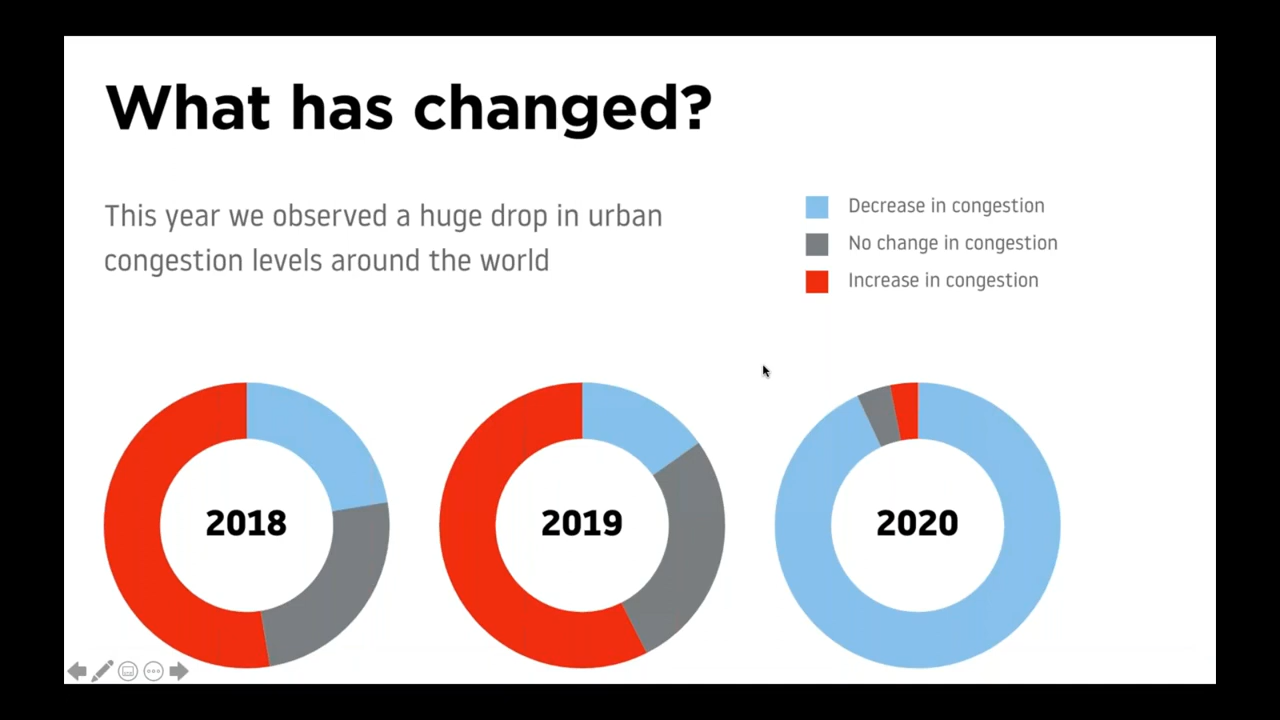 What has changed?
This year we observed a huge drop in urban
congestion levels around the world
Decrease in congestion
No change in congestion
Increase in congestion
2018
2019
2020